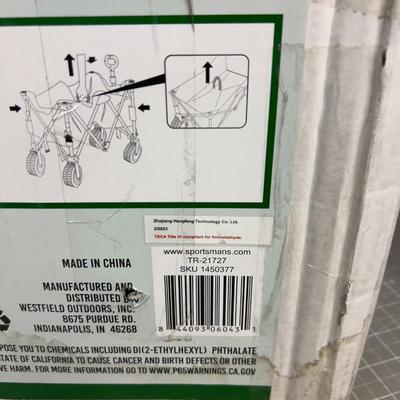 Zhejiang Hengfeng Technology Co. Ltd.
2/2023
TSCA Title VI compliant for formaldehyde.
www.sportsmans.com
TR-21727
SKU 1450377
MADE IN CHINA
MANUFACTURED AND
DISTRIBUTED BY
WESTFIELD OUTDOORS, INC.
8675 PURDUE RD.
INDIANAPOLIS, IN 46268
8 44093 06043 1
POSE YOU TO CHEMICALS INCLUDING DI(2-ETHYLHEXYL) PHTHALATE
STATE OF CALIFORNIA TO CAUSE CANCER AND BIRTH DEFECTS OR OTHER
VE HARM. FOR MORE INFORMATION GO TO WWW.P65WARNINGS.CA.GOV